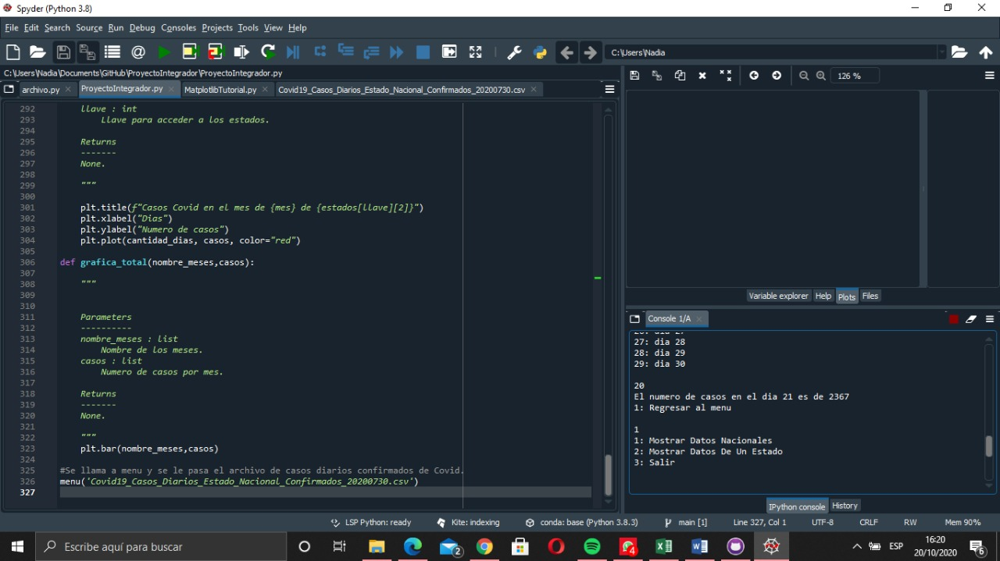 Spyder (Python 3.8)
File Edit Search Source Run Debug Consoles Projects Tools View Help
C:\Users\Nadia
C:\Users\Nadia\Documents\GitHub\ProyectoIntegrador\ProyectoIntegrador.py
archivo.py ProyectoIntegrador.py MatplotlibTutorial.py Covid19_Casos_Diarios_Estado_Nacional_Confirmados_20200730.csv
126 %
292 llave : int
293 Llave para acceder a los estados.
294
295 Returns
296 -------
297 None.
298
299 """
300
301 plt.title(f"Casos Covid en el mes de {mes} de {estados[llave][2]}")
302 plt.xlabel("Dias")
303 plt.ylabel("Numero de casos")
304 plt.plot(cantidad_dias, casos, color="red")
305
306 def grafica_total(nombre_meses,casos):
307
308 """
309
310
311 Parameters
312 ----------
313 nombre_meses : list
314 Nombre de los meses.
315 casos : list
316 Numero de casos por mes.
317
318 Returns
319 -------
320 None.
321
322 """
323 plt.bar(nombre_meses,casos)
324
325 #Se llama a menu y se le pasa el archivo de casos diarios confirmados de Covid.
326 menu('Covid19_Casos_Diarios_Estado_Nacional_Confirmados_20200730.csv')
327
Variable explorer Help Plots Files
Console 1/A
26: dia 27
27: dia 28
28: dia 29
29: dia 30
20
El numero de casos en el dia 21 es de 2367
1: Regresar al menu
1
1: Mostrar Datos Nacionales
2: Mostrar Datos De Un Estado
3: Salir
IPython console History
LSP Python: ready Kite: indexing conda: base (Python 3.8.3) main [1] Line 327, Col 1 UTF-8 CRLF RW Mem 90%
Escribe aquí para buscar
2
4
ESP
16:20
20/10/2020
6